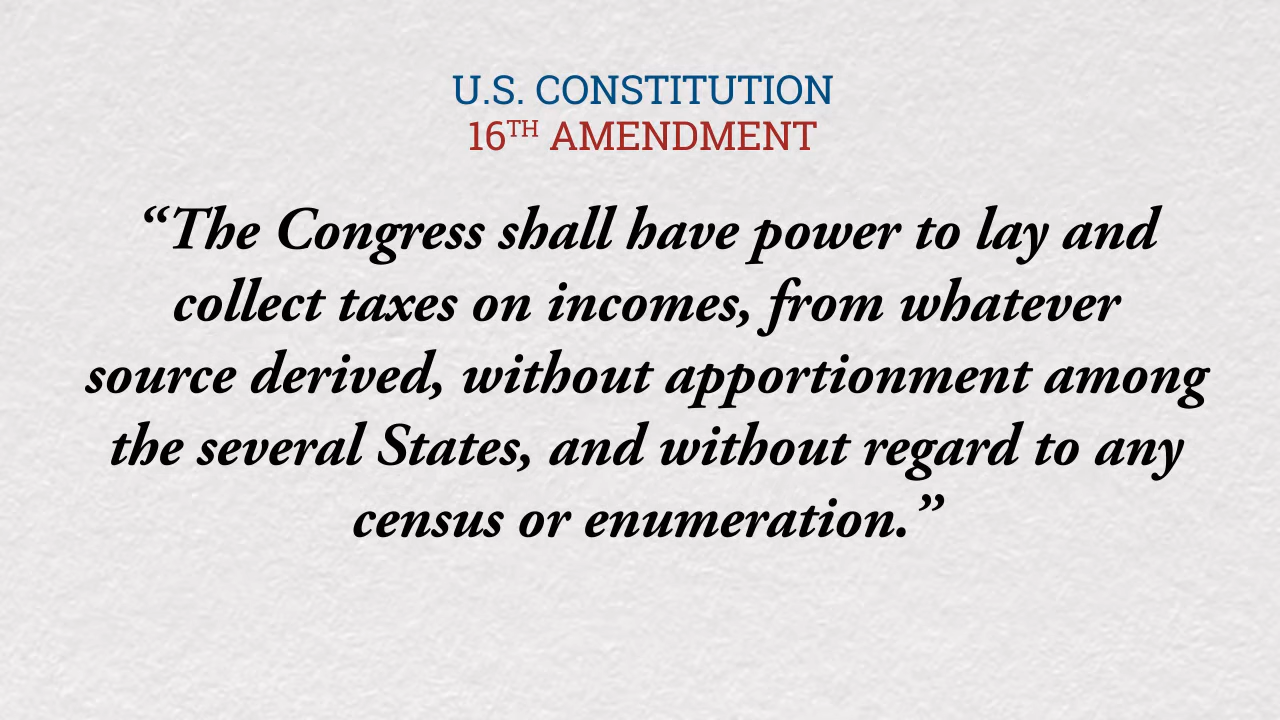 U.S. CONSTITUTION
16TH AMENDMENT
“The Congress shall have power to lay and
collect taxes on incomes, from whatever
source derived, without apportionment among
the several States, and without regard to any
census or enumeration.”